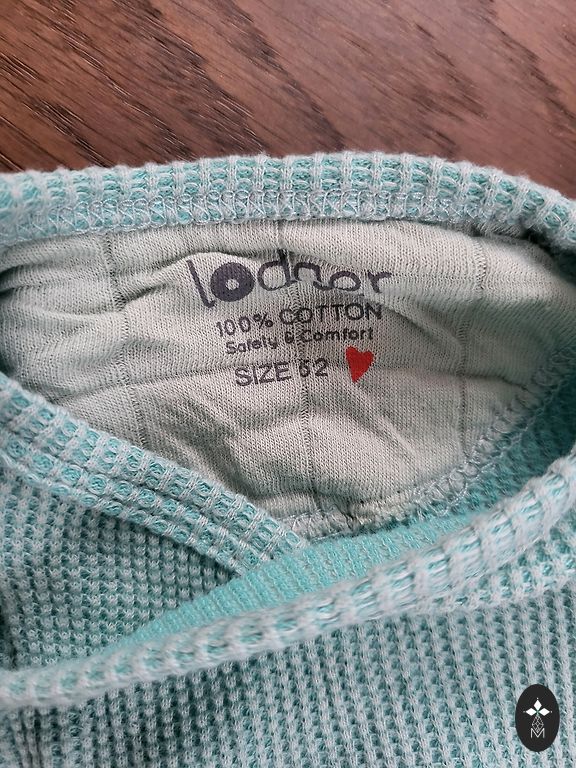 lodger
100% COTTON
Safety & Comfort
SIZE 62
M